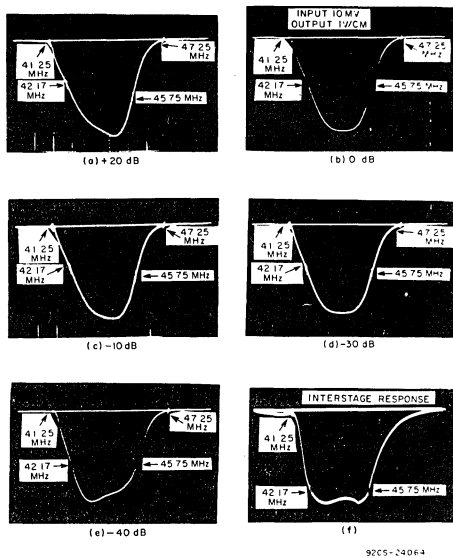 41 25
MHz
42 17
MHz
47 25
MHz
45 75 MHz
(a) +20 dB
INPUT 10 MV
OUTPUT 1V/CM
41 25
MHz
42 17
MHz
47 25
MHz
45 75 MHz
(b) 0 dB
41 25
MHz
42 17
MHz
47 25
MHz
45 75 MHz
(c) -10 dB
41 25
MHz
42 17
MHz
47 25
MHz
45 75 MHz
(d) -30 dB
41 25
MHz
42 17
MHz
47 25
MHz
45 75 MHz
(e) -40 dB
INTERSTAGE RESPONSE
41 25
MHz
42 17
MHz
45 75 MHz
(f)
92CS-24064